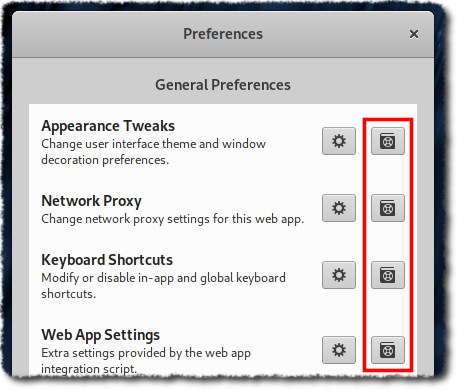 Preferences
General Preferences
Appearance Tweaks
Change user interface theme and window
decoration preferences.
Network Proxy
Change network proxy settings for this web app.
Keyboard Shortcuts
Modify or disable in-app and global keyboard
shortcuts.
Web App Settings
Extra settings provided by the web app
integration script.